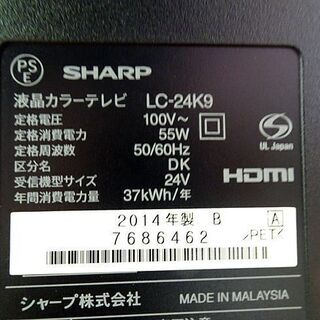 PS
E
SHARP
液晶カラーテレビ LC-24K9
定格電圧 100V~
定格消費電力 55W
定格周波数 50/60Hz
区分名 DK
受信機型サイズ 24V
年間消費電力量 37kWh/年
UL Japan
HDMI
2014年製 B A
7686462 >PET<
シャープ株式会社 MADE IN MALAYSIA